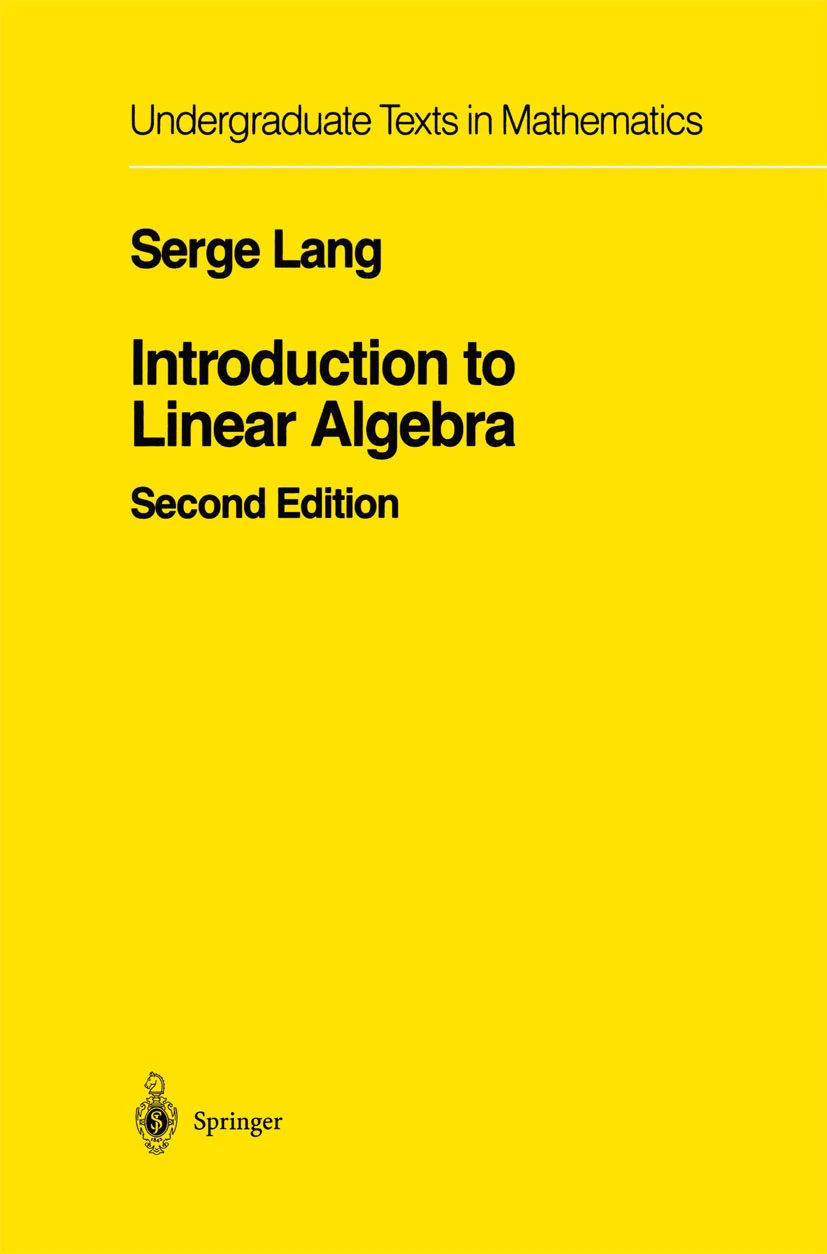 Undergraduate Texts in Mathematics
Serge Lang
Introduction to
Linear Algebra
Second Edition
Springer